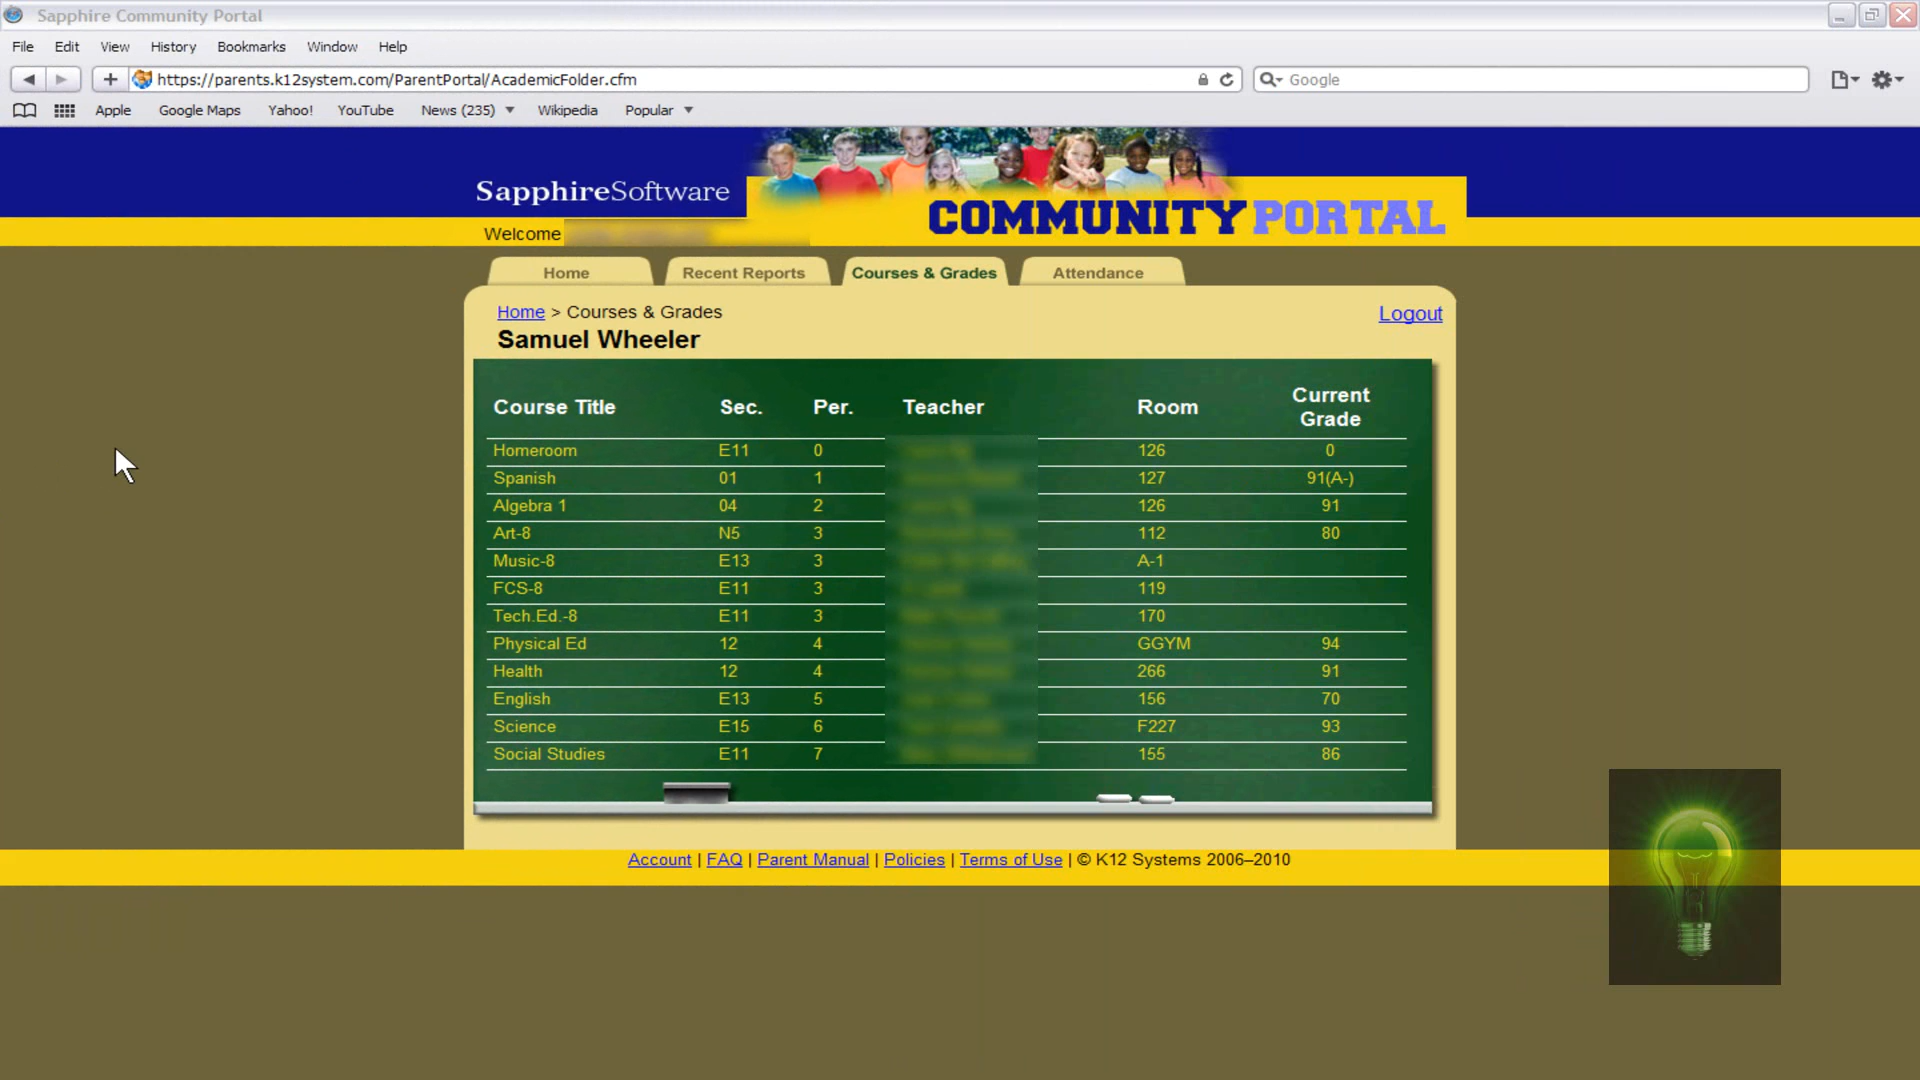 Sapphire Community Portal
File Edit View History Bookmarks Window Help
https://parents.k12system.com/ParentPortal/AcademicFolder.cfm Google
Apple Google Maps Yahoo! YouTube News (235) Wikipedia Popular
SapphireSoftware
COMMUNITY PORTAL
Welcome
Home Recent Reports Courses & Grades Attendance
Home > Courses & Grades Logout
Samuel Wheeler
Course Title Sec. Per. Teacher Room Current Grade
Homeroom E11 0 126 0
Spanish 01 1 127 91(A-)
Algebra 1 04 2 126 91
Art-8 N5 3 112 80
Music-8 E13 3 A-1
FCS-8 E11 3 119
Tech.Ed.-8 E11 3 170
Physical Ed 12 4 GGYM 94
Health 12 4 266 91
English E13 5 156 70
Science E15 6 F227 93
Social Studies E11 7 155 86
Account | FAQ | Parent Manual | Policies | Terms of Use | © K12 Systems 2006–2010